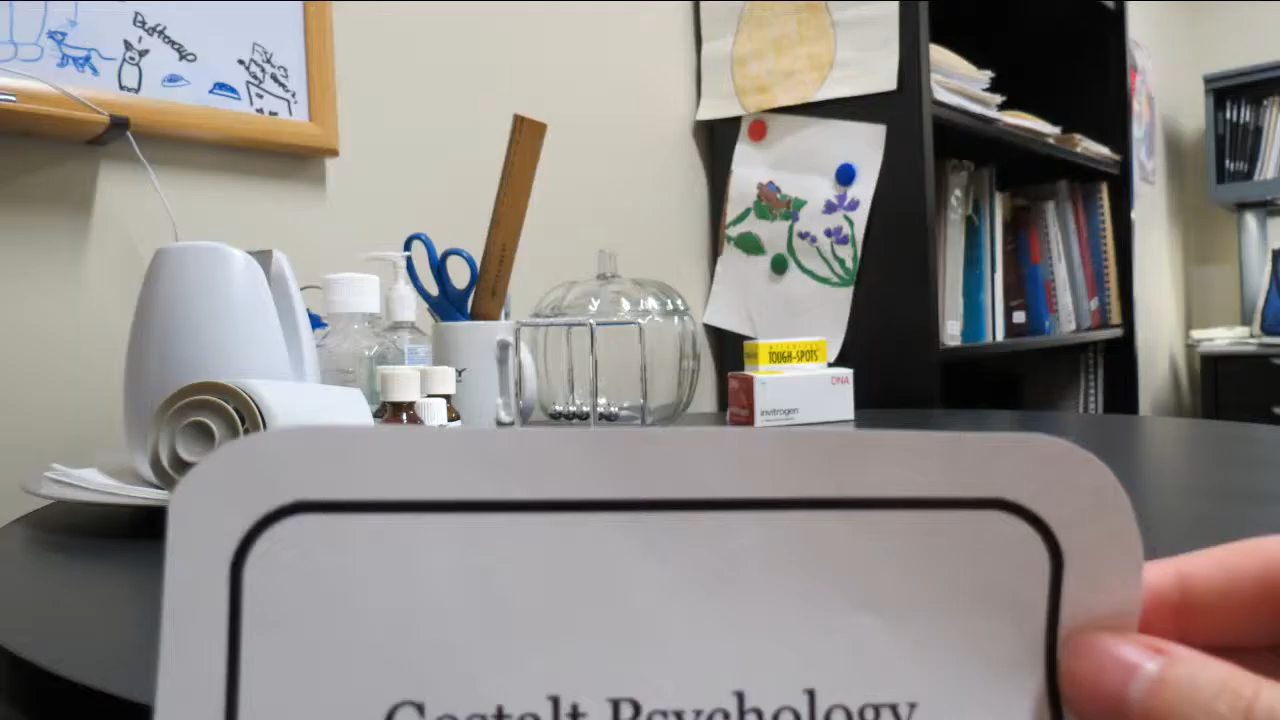 Buttercup
TOUGH-SPOTS
DNA
invitrogen
Gestalt Psychology